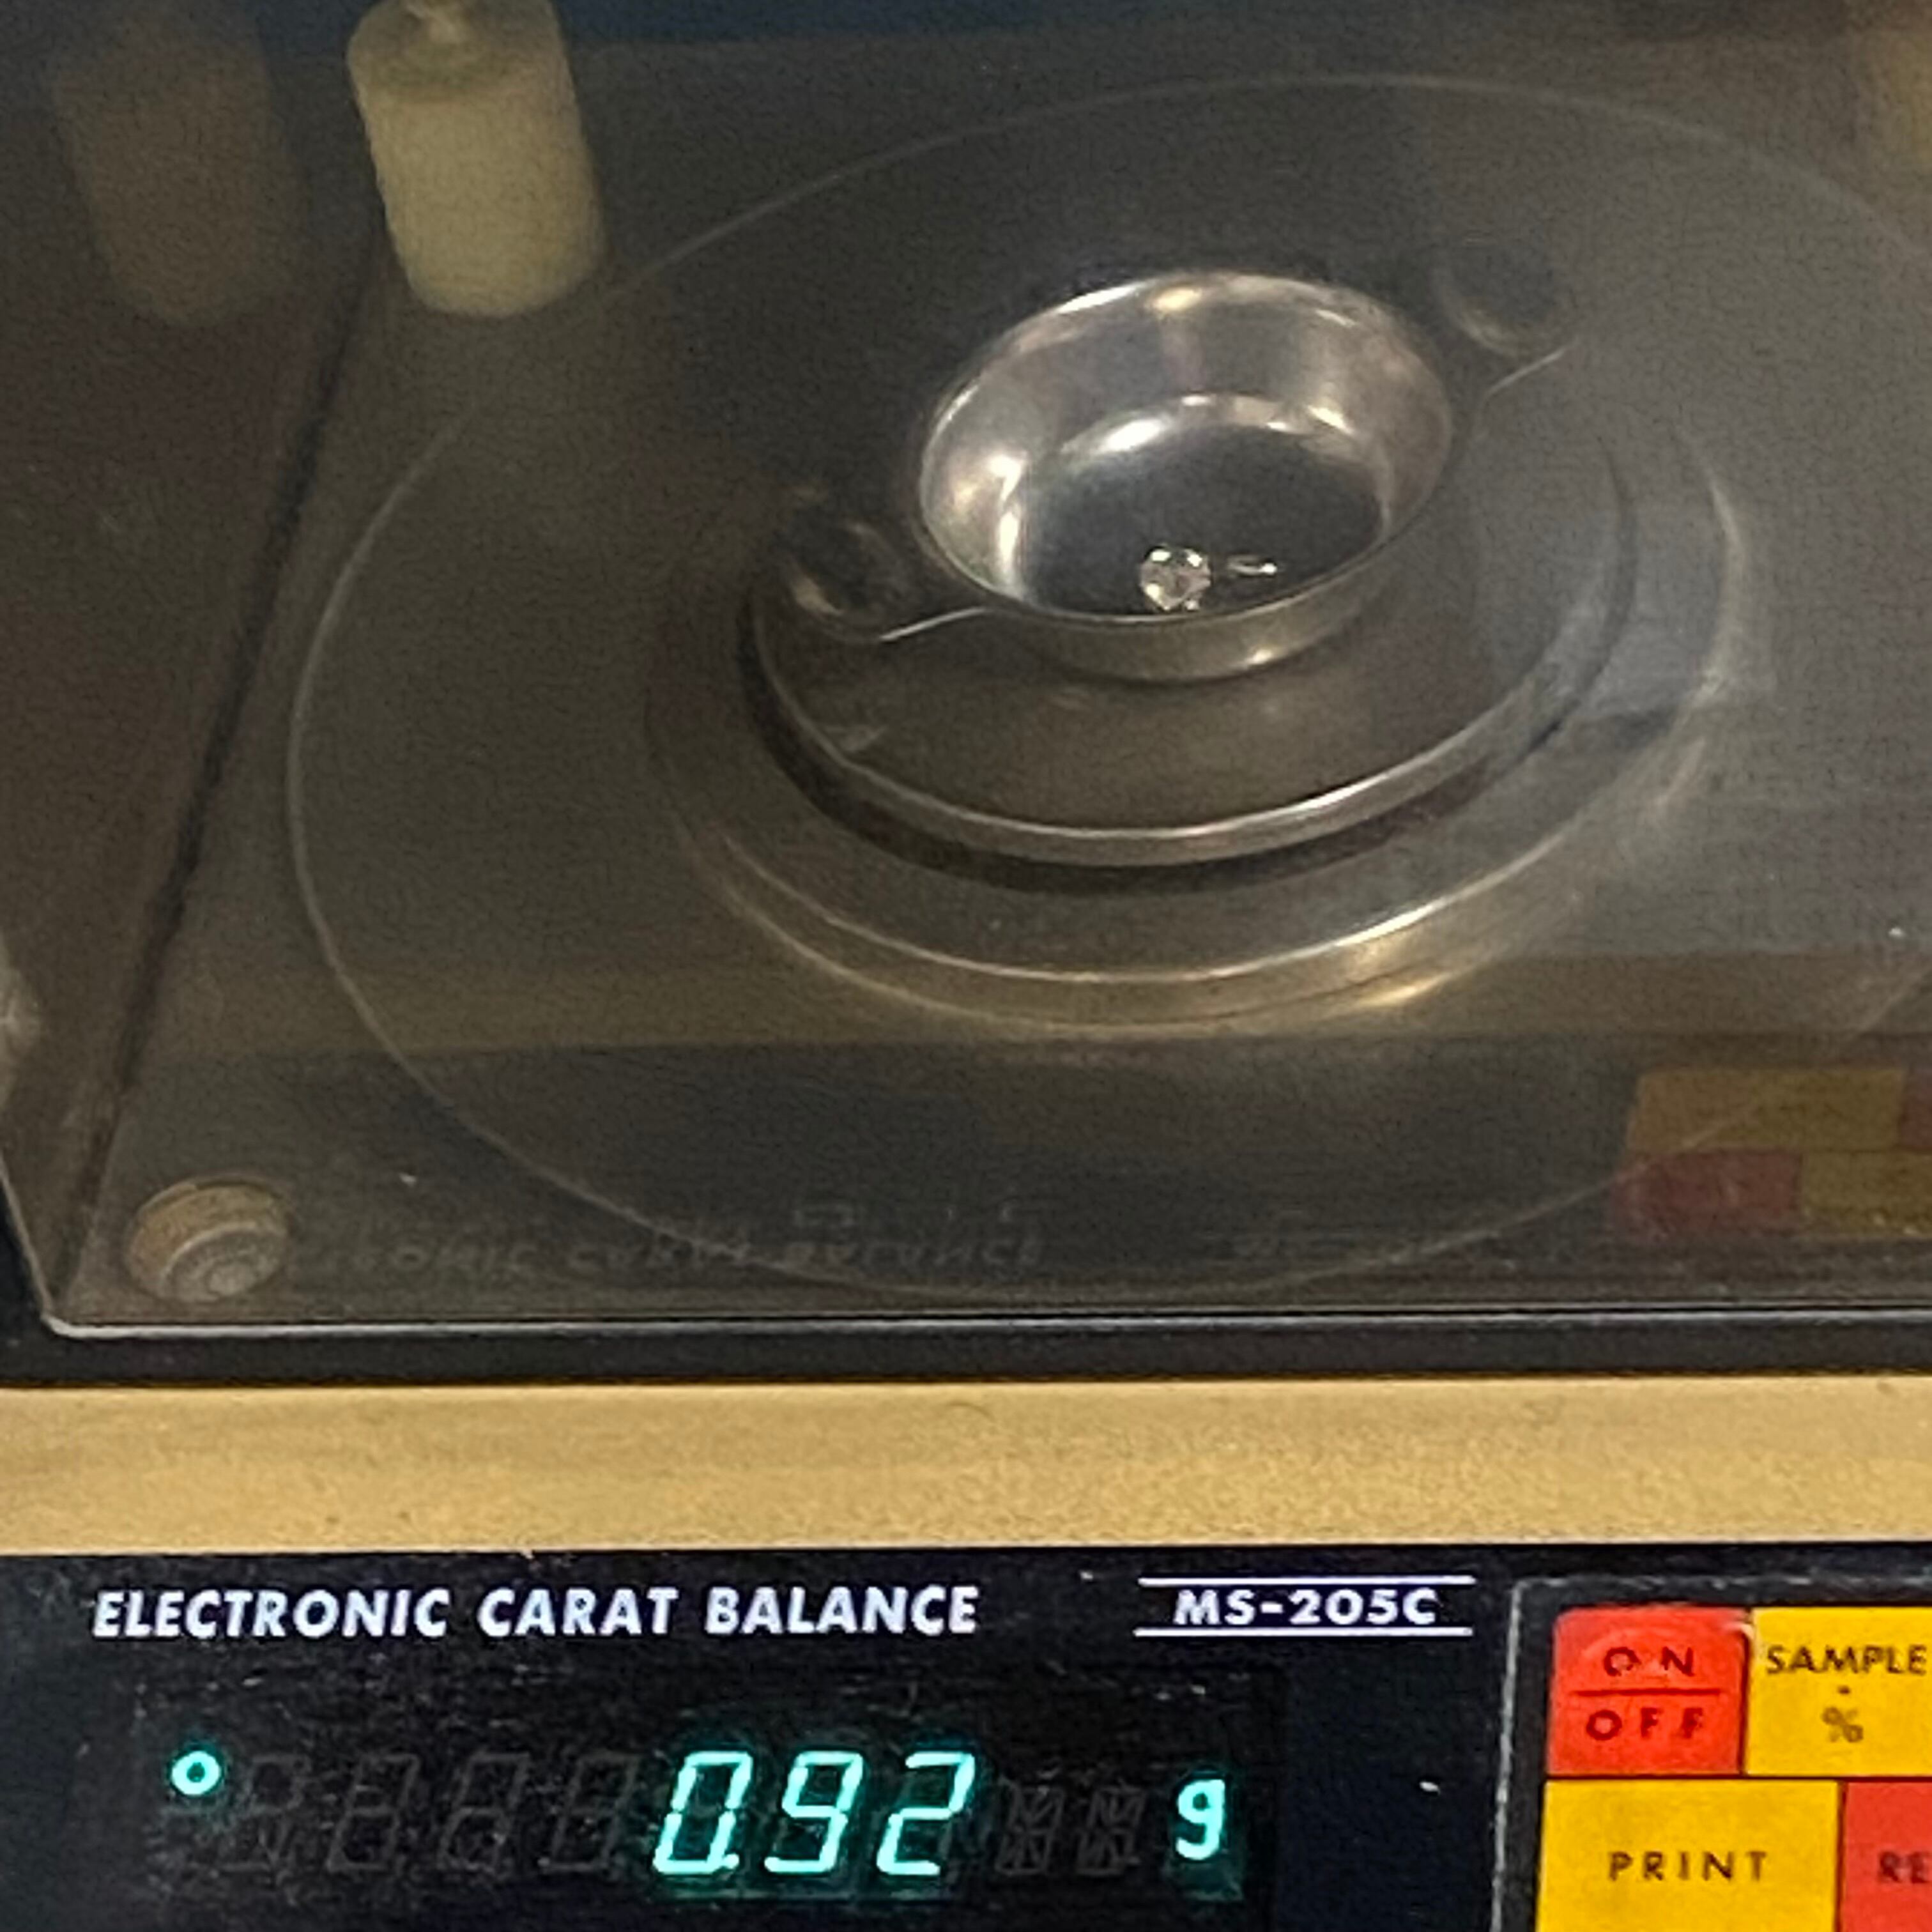 ELECTRONIC CARAT BALANCE MS-205C
ON
OFF
SAMPLE
%
0.92 g
PRINT